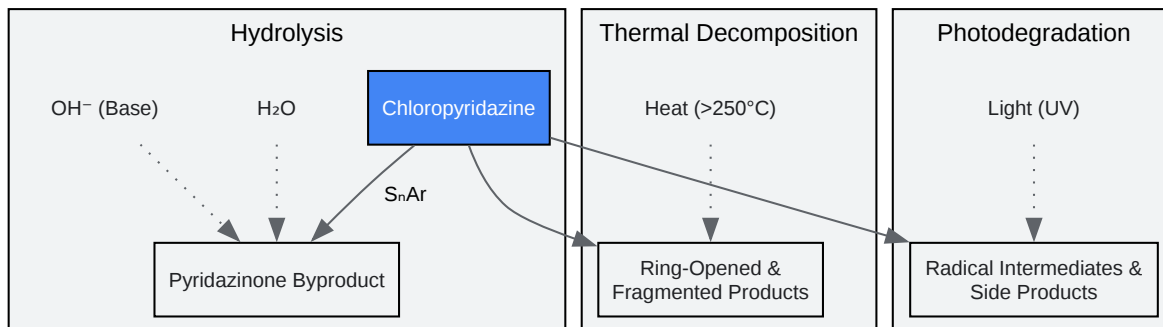 Hydrolysis
Thermal Decomposition
Photodegradation
OH⁻ (Base)
H₂O
Chloropyridazine
Heat (>250°C)
Light (UV)
SₙAr
Pyridazinone Byproduct
Ring-Opened &
Fragmented Products
Radical Intermediates &
Side Products